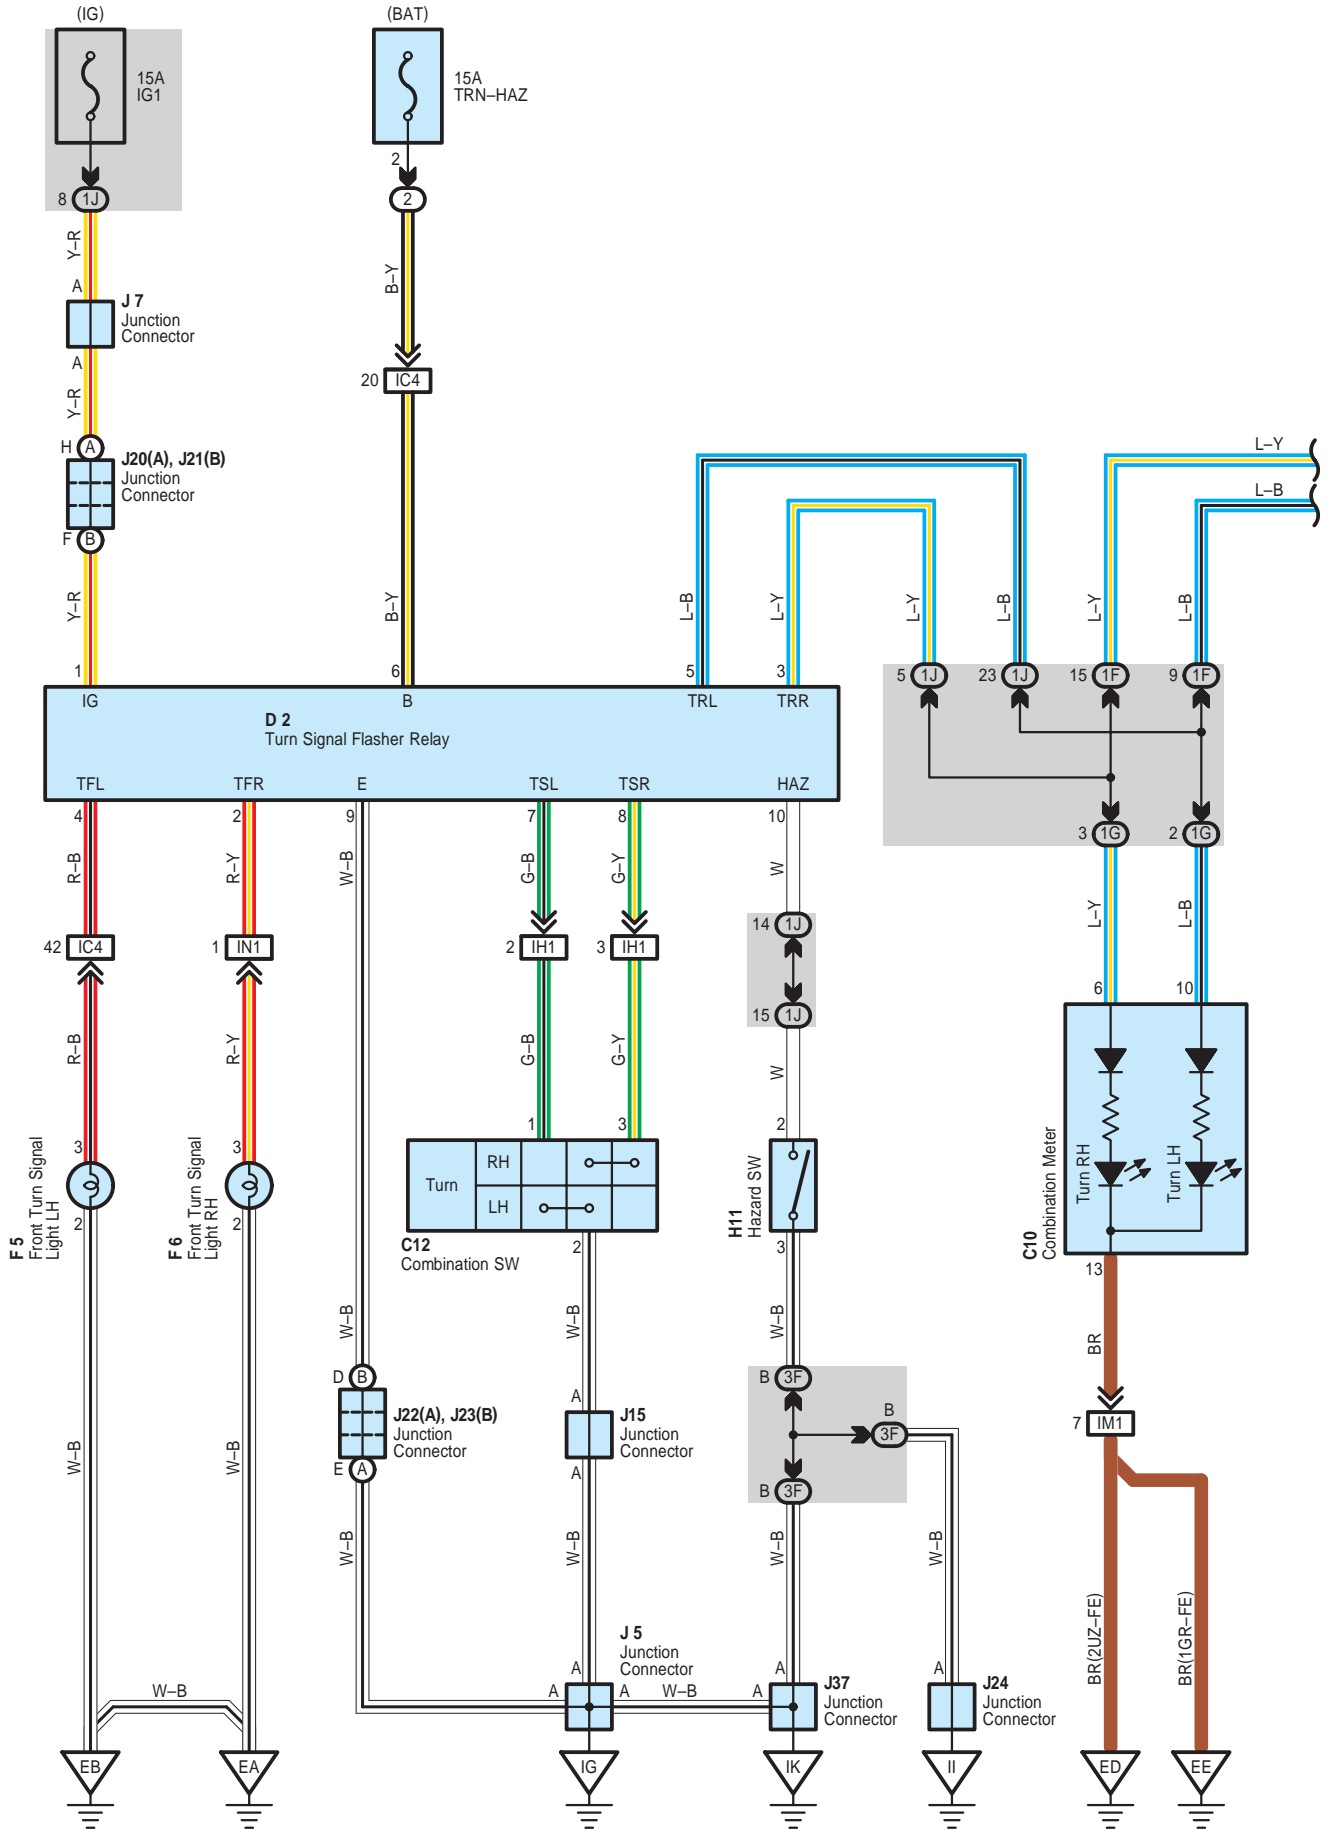 (IG)
(BAT)
15A
IG1
15A
TRN–HAZ
2
8
1J
2
Y–R
B–Y
A
J 7
Junction
Connector
A
Y–R
20
IC4
H
A
J20(A), J21(B)
Junction
Connector
F
B
L–Y
L–B
Y–R
B–Y
L–B
L–Y
L–Y
L–B
L–Y
L–B
1
6
5
3
5
1J
23
1J
15
1F
9
1F
IG
B
TRL
TRR
D 2
Turn Signal Flasher Relay
TFL
TFR
E
TSL
TSR
HAZ
4
2
9
7
8
10
3
1G
2
1G
R–B
R–Y
W–B
G–B
G–Y
W
L–Y
L–B
42
IC4
1
IN1
2
IH1
3
IH1
14
1J
15
1J
6
10
R–B
R–Y
G–B
G–Y
W
3
3
1
3
2
Turn
RH
LH
F 5
Front Turn Signal
Light LH
F 6
Front Turn Signal
Light RH
H11
Hazard SW
C10
Combination Meter
Turn RH
Turn LH
2
2
C12
Combination SW
2
3
13
W–B
W–B
W–B
BR
D
B
J22(A), J23(B)
Junction
Connector
E
A
A
J15
Junction
Connector
A
B
3F
B
3F
B
3F
7
IM1
W–B
W–B
W–B
W–B
W–B
W–B
BR(2UZ–FE)
BR(1GR–FE)
J 5
Junction
Connector
A
A
A
W–B
A
A
J37
Junction
Connector
A
J24
Junction
Connector
W–B
EB
EA
IG
IK
II
ED
EE